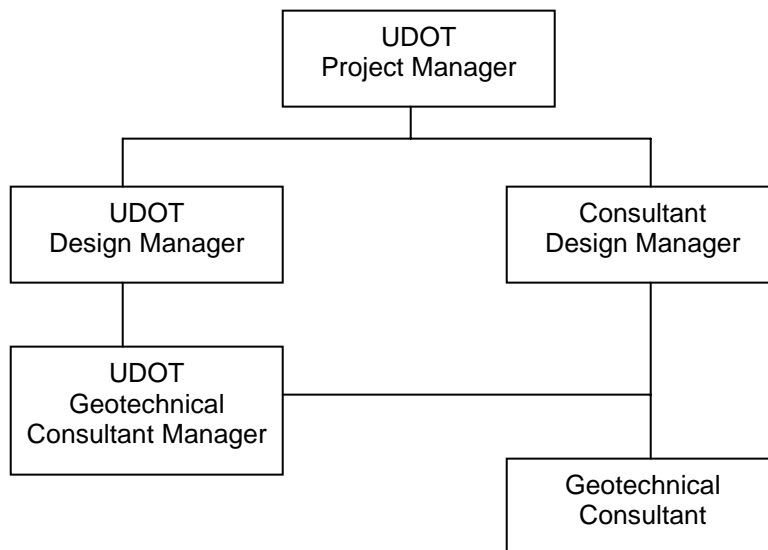 UDOT
Project Manager
UDOT
Design Manager
Consultant
Design Manager
UDOT
Geotechnical
Consultant Manager
Geotechnical
Consultant